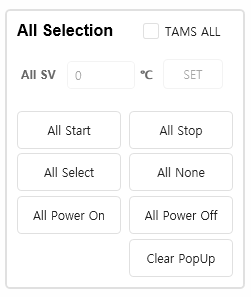 All Selection TAMS ALL
All SV 0 ℃ SET
All Start All Stop
All Select All None
All Power On All Power Off
Clear PopUp